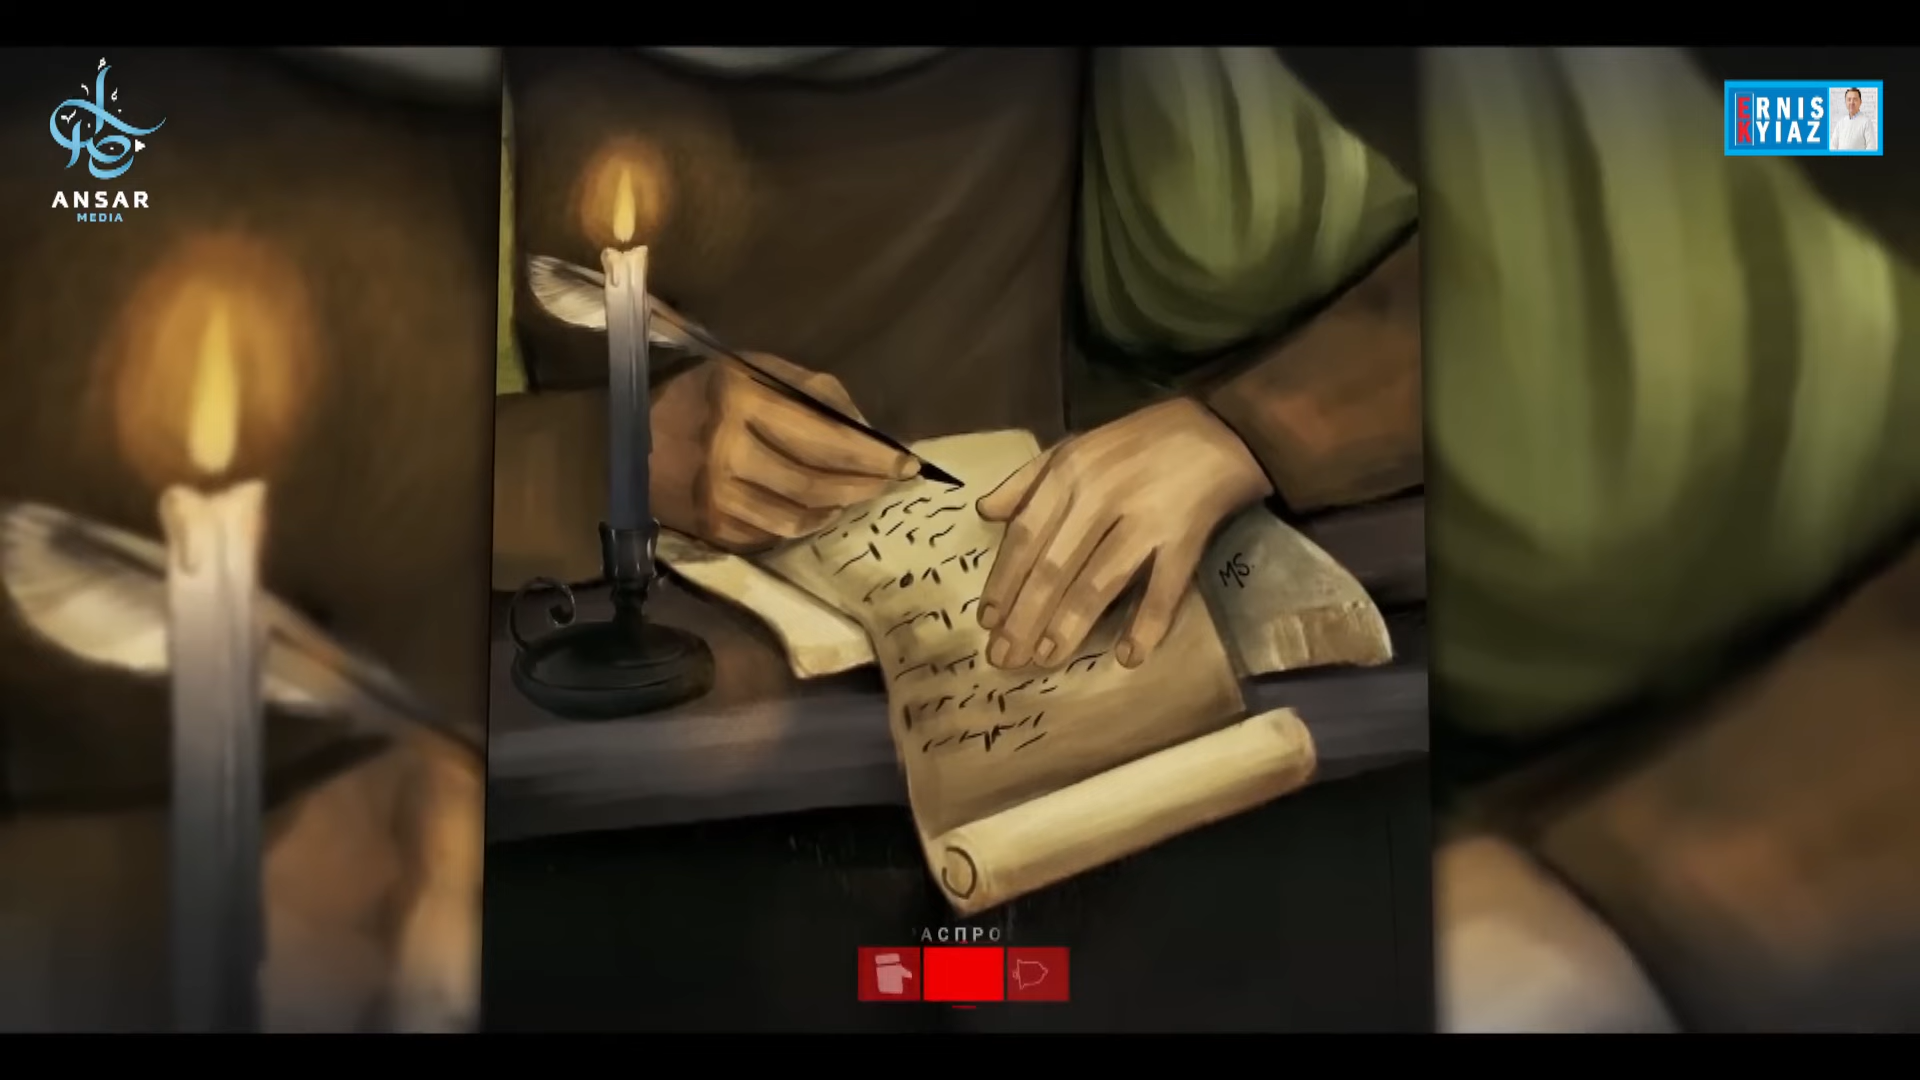 ANSAR
MEDIA
ERNIS
KYIAZ
MS.
АСПРО